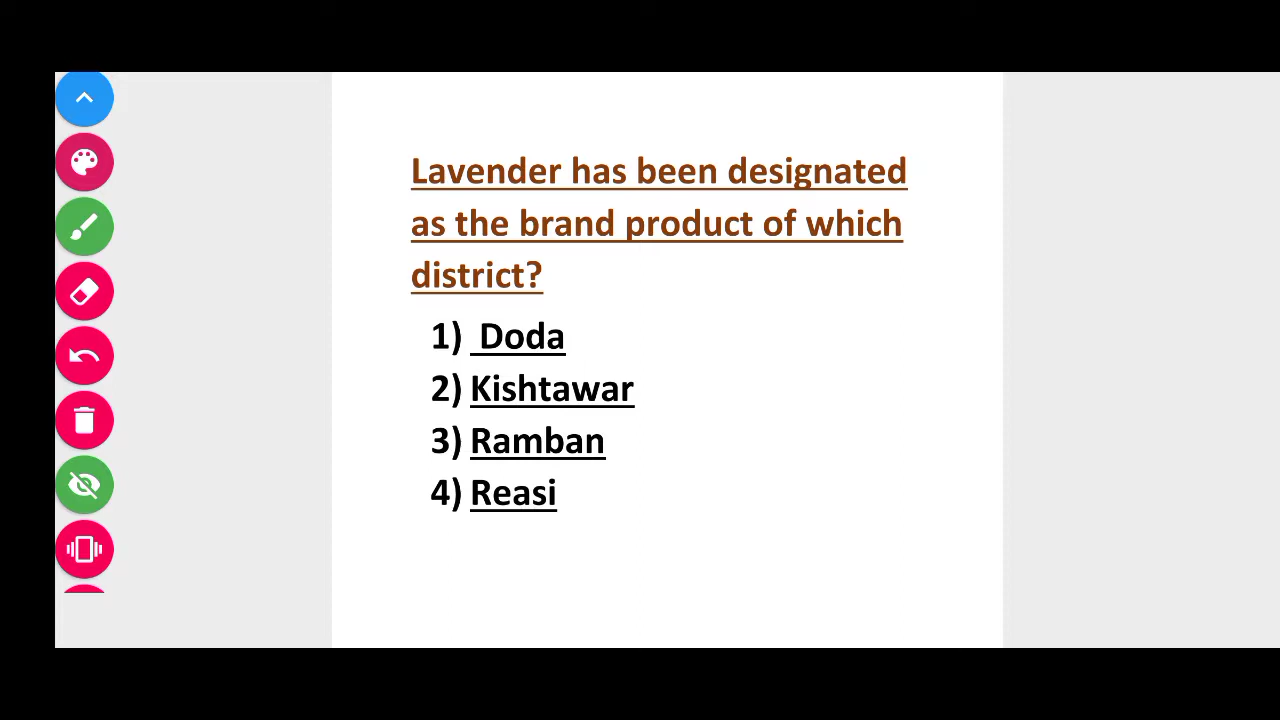 Lavender has been designated
as the brand product of which
district?
1) Doda
2) Kishtawar
3) Ramban
4) Reasi